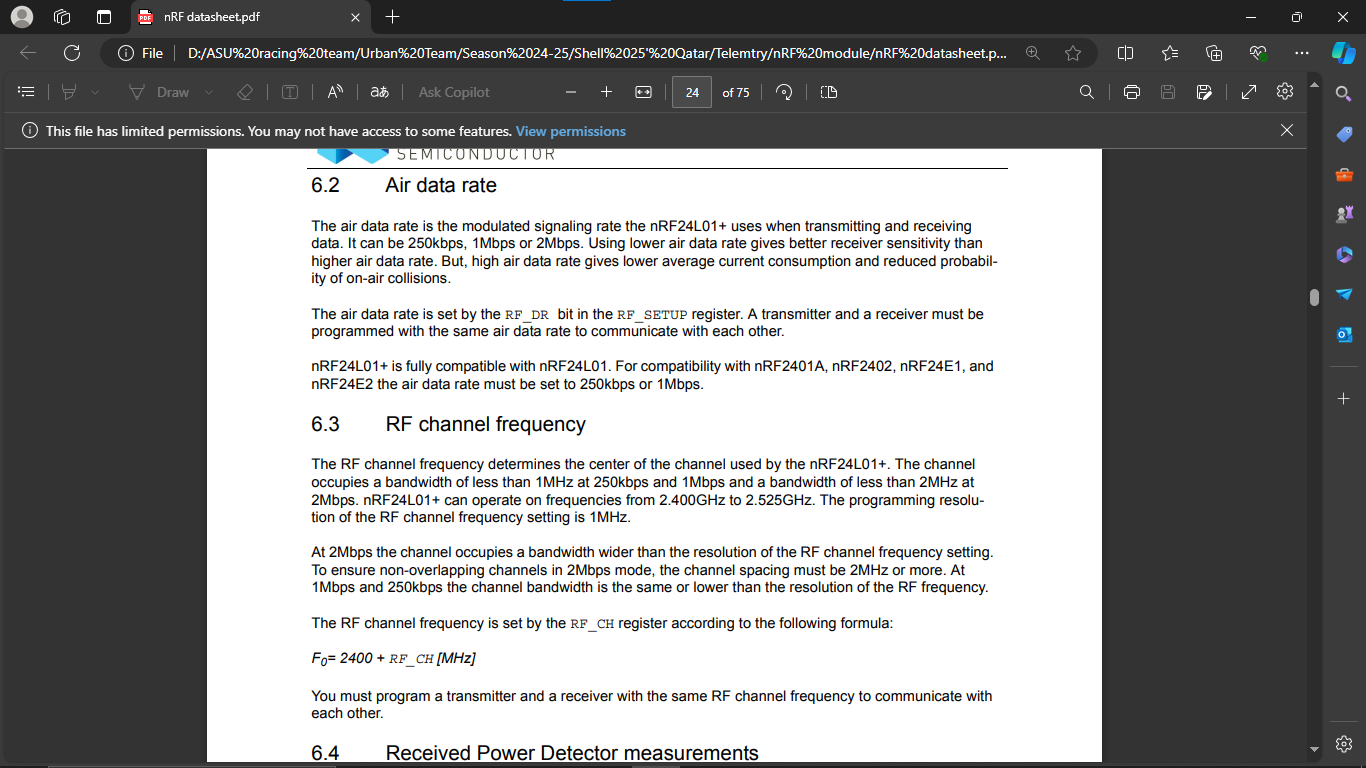 nRF datasheet.pdf
File
D:/ASU%20racing%20team/Urban%20Team/Season%2024-25/Shell%2025'%20Qatar/Telemtry/nRF%20module/nRF%20datasheet.p...
Draw
Ask Copilot
24
of 75
This file has limited permissions. You may not have access to some features. View permissions
SEMICONDUCTOR
6.2 Air data rate
The air data rate is the modulated signaling rate the nRF24L01+ uses when transmitting and receiving
data. It can be 250kbps, 1Mbps or 2Mbps. Using lower air data rate gives better receiver sensitivity than
higher air data rate. But, high air data rate gives lower average current consumption and reduced probabil-
ity of on-air collisions.
The air data rate is set by the RF_DR bit in the RF_SETUP register. A transmitter and a receiver must be
programmed with the same air data rate to communicate with each other.
nRF24L01+ is fully compatible with nRF24L01. For compatibility with nRF2401A, nRF2402, nRF24E1, and
nRF24E2 the air data rate must be set to 250kbps or 1Mbps.
6.3 RF channel frequency
The RF channel frequency determines the center of the channel used by the nRF24L01+. The channel
occupies a bandwidth of less than 1MHz at 250kbps and 1Mbps and a bandwidth of less than 2MHz at
2Mbps. nRF24L01+ can operate on frequencies from 2.400GHz to 2.525GHz. The programming resolu-
tion of the RF channel frequency setting is 1MHz.
At 2Mbps the channel occupies a bandwidth wider than the resolution of the RF channel frequency setting.
To ensure non-overlapping channels in 2Mbps mode, the channel spacing must be 2MHz or more. At
1Mbps and 250kbps the channel bandwidth is the same or lower than the resolution of the RF frequency.
The RF channel frequency is set by the RF_CH register according to the following formula:
F0= 2400 + RF_CH [MHz]
You must program a transmitter and a receiver with the same RF channel frequency to communicate with
each other.
6.4 Received Power Detector measurements